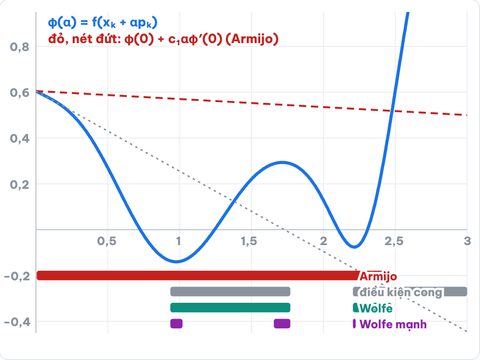 ϕ(α) = f(xₖ + αpₖ)
đỏ, nét đứt: ϕ(0) + c₁αϕ′(0) (Armijo)
0,8
0,6
0,4
0,2
0,5
1
1,5
2
2,5
3
−0,2
−0,4
Armijo
điều kiện cong
Wolfe
Wolfe mạnh